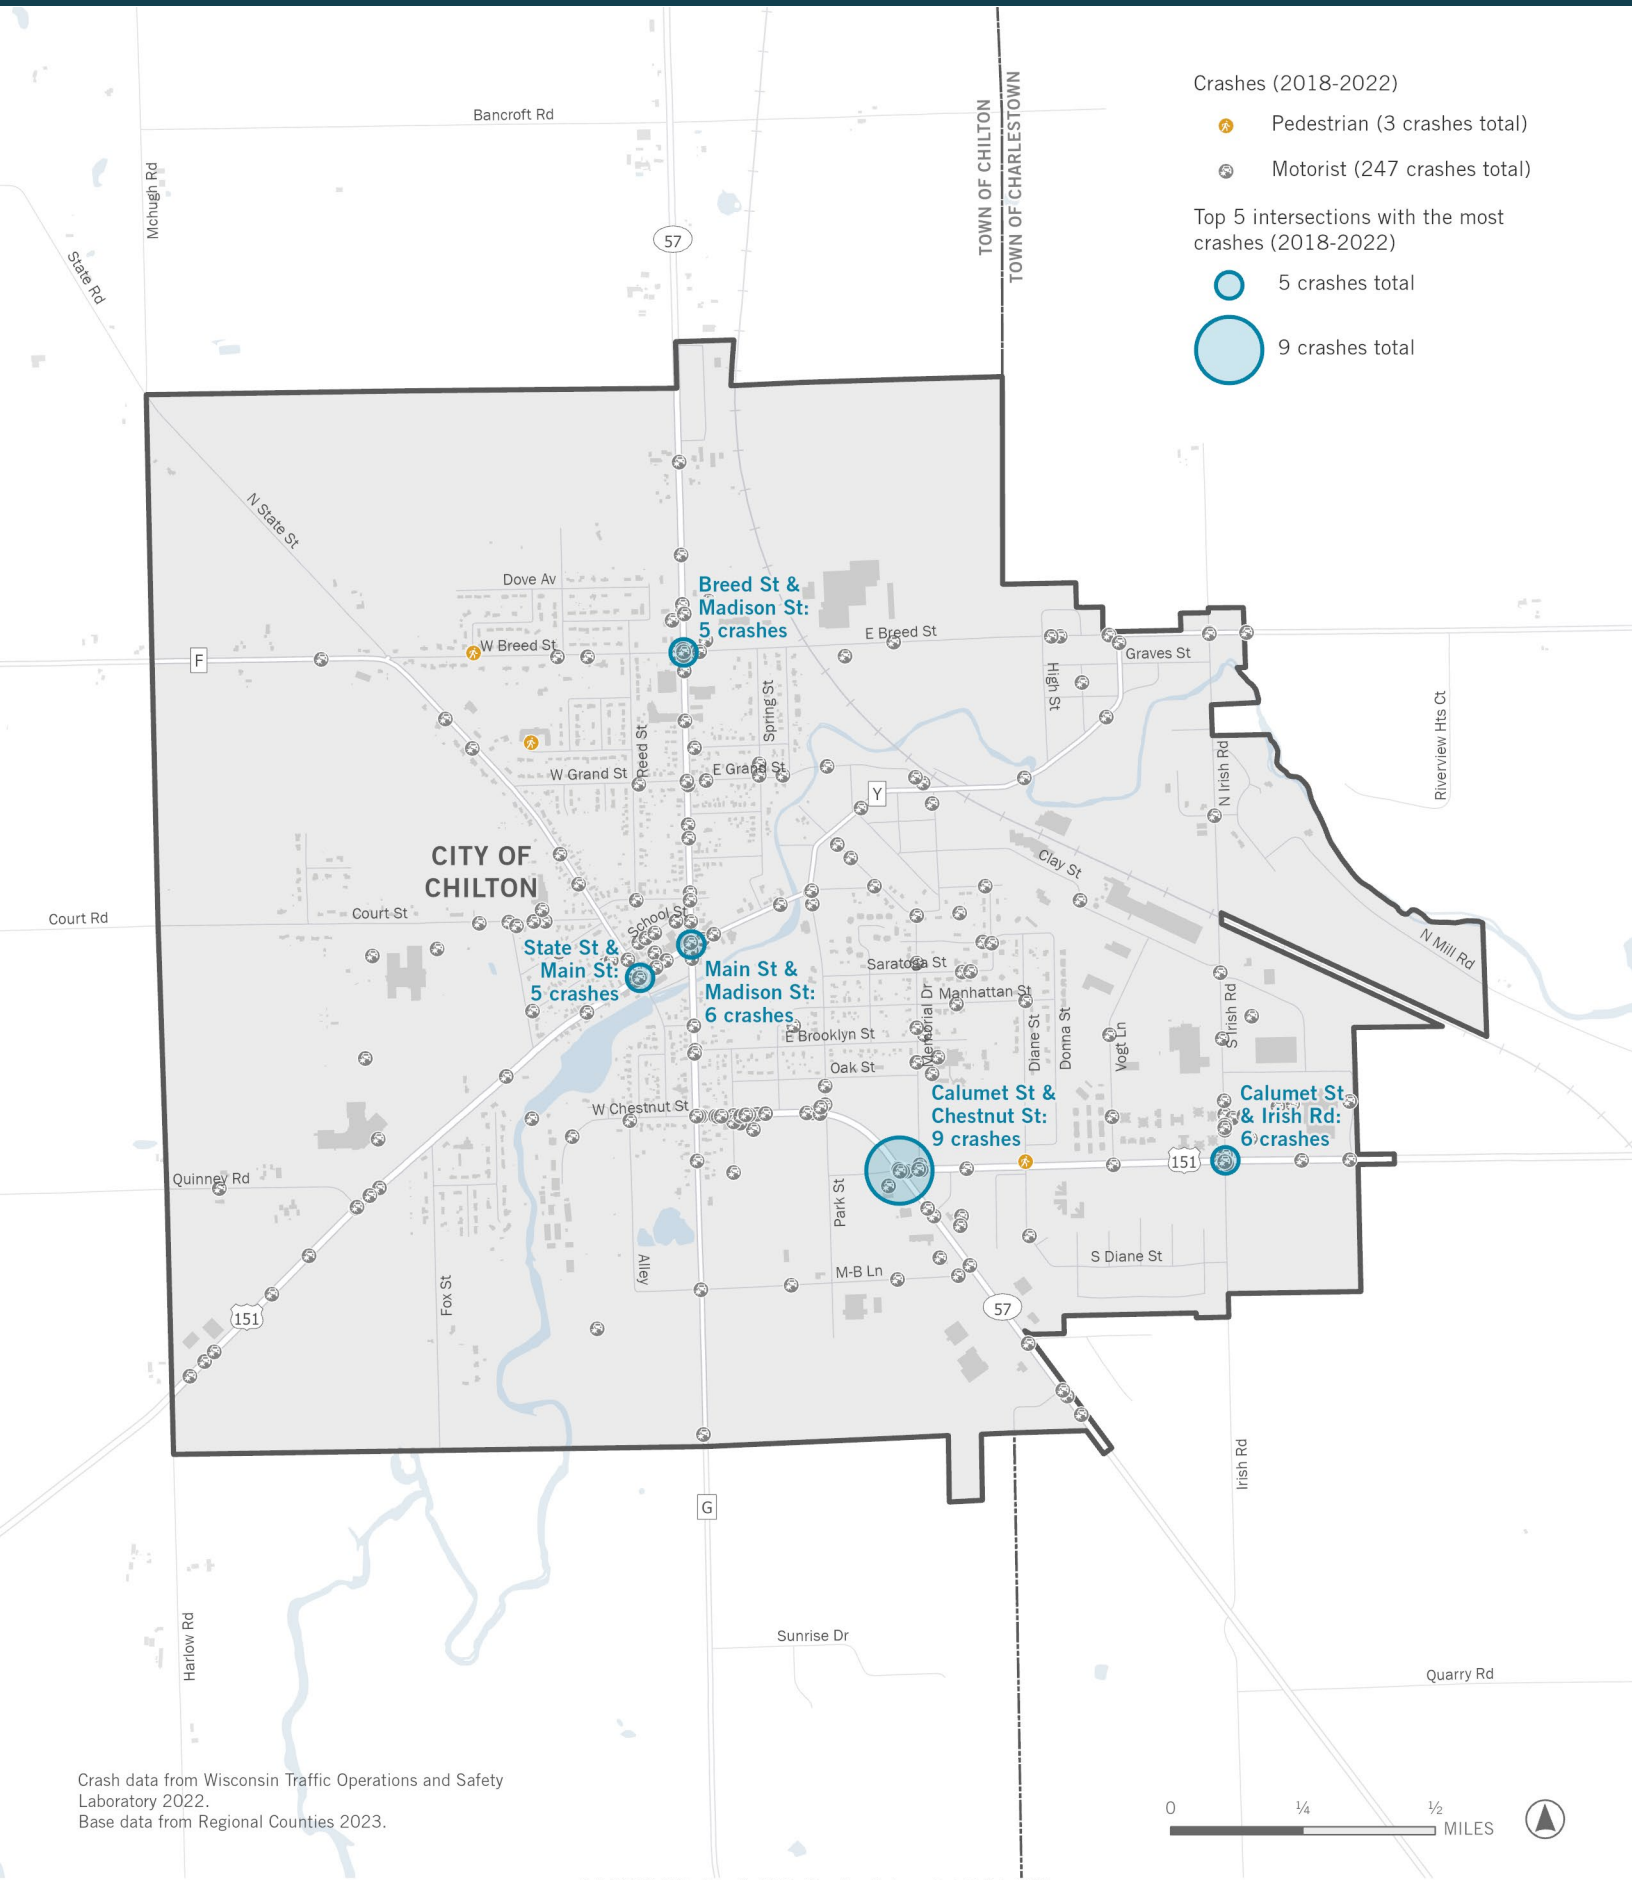 Crashes (2018-2022)
Pedestrian (3 crashes total)
Motorist (247 crashes total)
Top 5 intersections with the most
crashes (2018-2022)
5 crashes total
9 crashes total
Bancroft Rd
Mchugh Rd
State Rd
57
TOWN OF CHILTON
TOWN OF CHARLESTOWN
N State St
Dove Av
Breed St &
Madison St:
5 crashes
W Breed St
E Breed St
F
Graves St
High St
Spring St
Reed St
W Grand St
E Grand St
Y
N Irish Rd
Riverview Hts Ct
CITY OF
CHILTON
Clay St
Court Rd
Court St
School St
N Mill Rd
State St &
Main St:
5 crashes
Main St &
Madison St:
6 crashes
Saratoga St
Manhattan St
E Brooklyn St
Memorial Dr
Diane St
Donna St
Vogt Ln
S Irish Rd
Oak St
W Chestnut St
Calumet St &
Chestnut St:
9 crashes
Calumet St
& Irish Rd:
6 crashes
151
Quinney Rd
Park St
S Diane St
Alley
M-B Ln
Fox St
151
57
G
Irish Rd
Harlow Rd
Sunrise Dr
Quarry Rd
Crash data from Wisconsin Traffic Operations and Safety
Laboratory 2022.
Base data from Regional Counties 2023.
0 ¼ ½
MILES